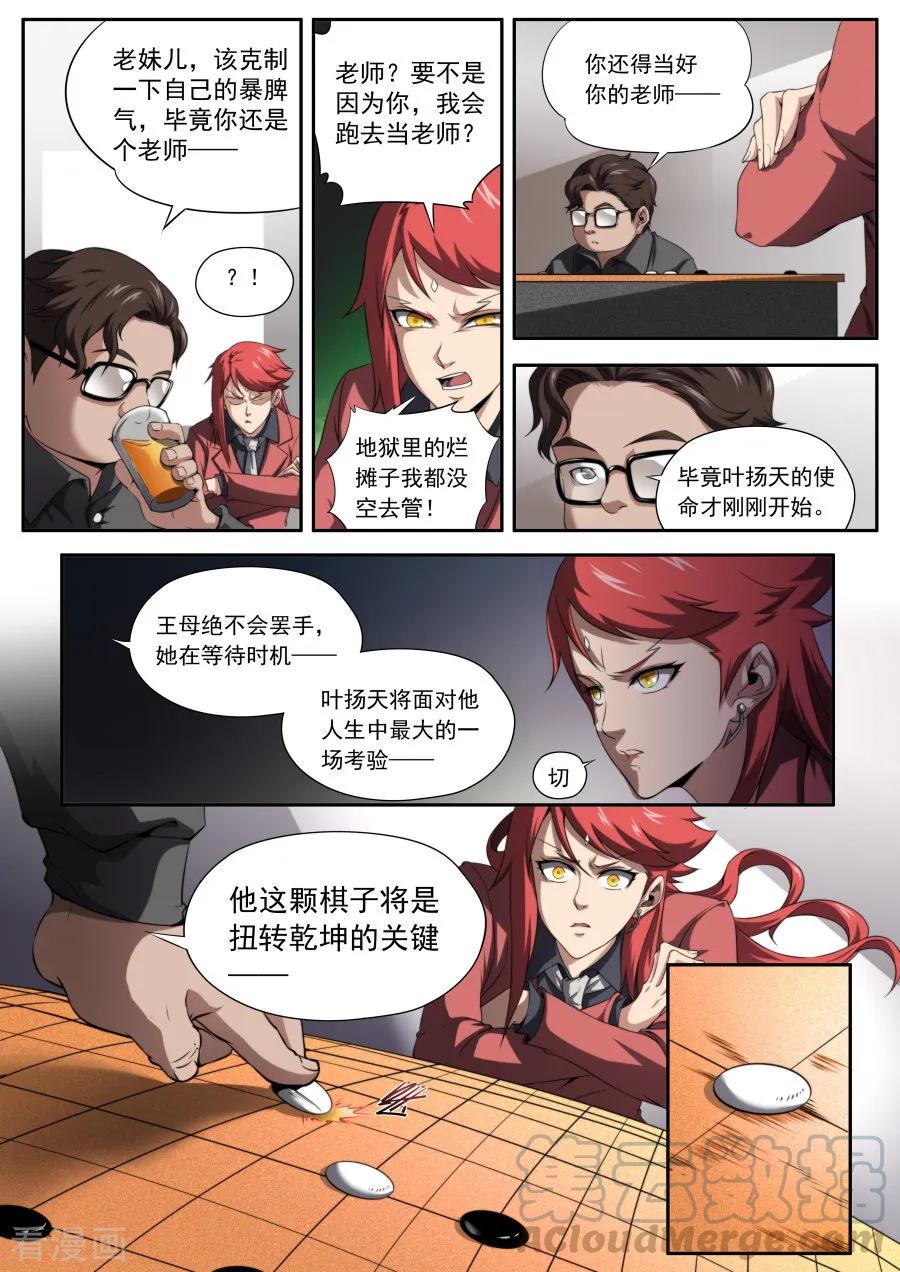 老妹儿，该克制
一下自己的暴脾
气，毕竟你还是
个老师——
？！
老师？要不是
因为你，我会
跑去当老师？
地狱里的烂
摊子我都没
空去管！
你还得当好
你的老师——
毕竟叶扬天的使
命才刚刚开始。
王母绝不会罢手，
她在等待时机——
叶扬天将面对他
人生中最大的一
场考验——
切
他这颗棋子将是
扭转乾坤的关键
——
集云数据
AcloudMerge.com
看漫画